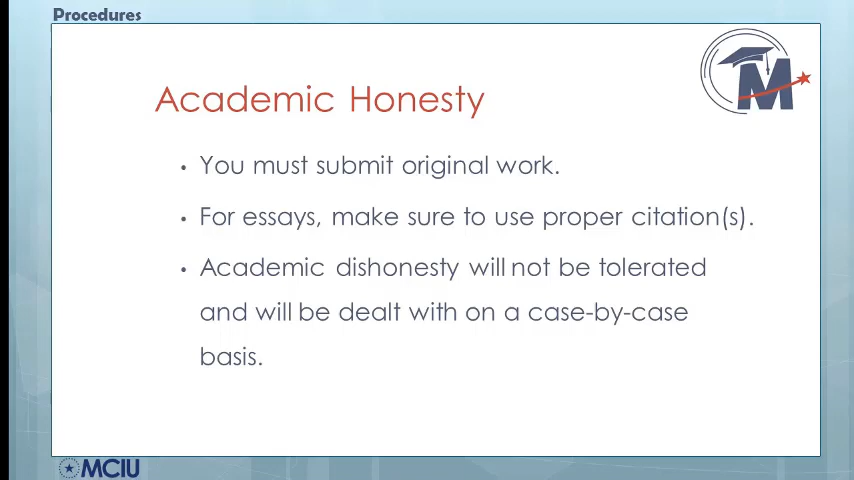 Procedures
M
Academic Honesty
• You must submit original work.
• For essays, make sure to use proper citation(s).
• Academic dishonesty will not be tolerated
and will be dealt with on a case-by-case
basis.
MCIU